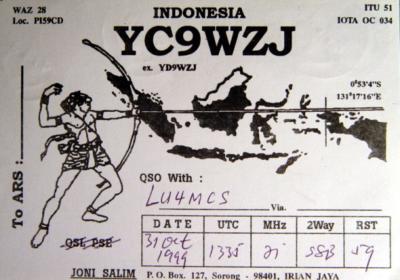 WAZ 28
Loc. PI59CD
INDONESIA
ITU 51
IOTA OC 034
YC9WZJ
ex. YD9WZJ
0°53'4"S
131°17'16"E
To ARS :
QSO With :
LU4MCS
Via.
DATE UTC MHz 2Way RST
31 Oct 1999 1335 21 SSB 59
QSL PSE
JONI SALIM P. O. Box. 127, Sorong - 98401, IRIAN JAYA